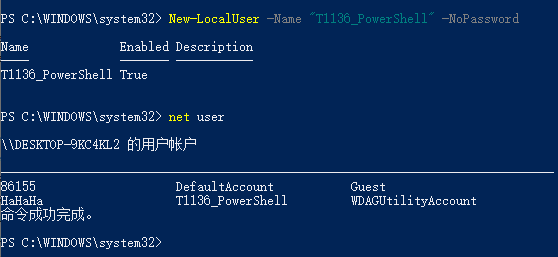 PS C:\WINDOWS\system32> New-LocalUser -Name "T1136_PowerShell" -NoPassword
Name Enabled Description
T1136_PowerShell True
PS C:\WINDOWS\system32> net user
\\DESKTOP-9KC4KL2 的用户帐户
86155 DefaultAccount Guest
HaHaHa T1136_PowerShell WDAGUtilityAccount
命令成功完成。
PS C:\WINDOWS\system32>